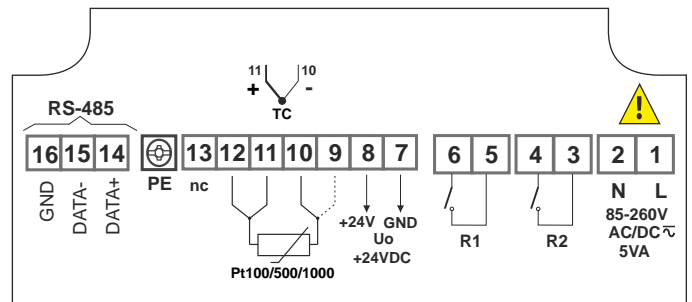 11 10
+ -
TC
RS-485
!
16 15 14 13 12 11 10 9 8 7 6 5 4 3 2 1
GND DATA- DATA+ PE nc
+24V GND
Uo
+24VDC
Pt100/500/1000
R1 R2
N L
85-260V
AC/DC
5VA